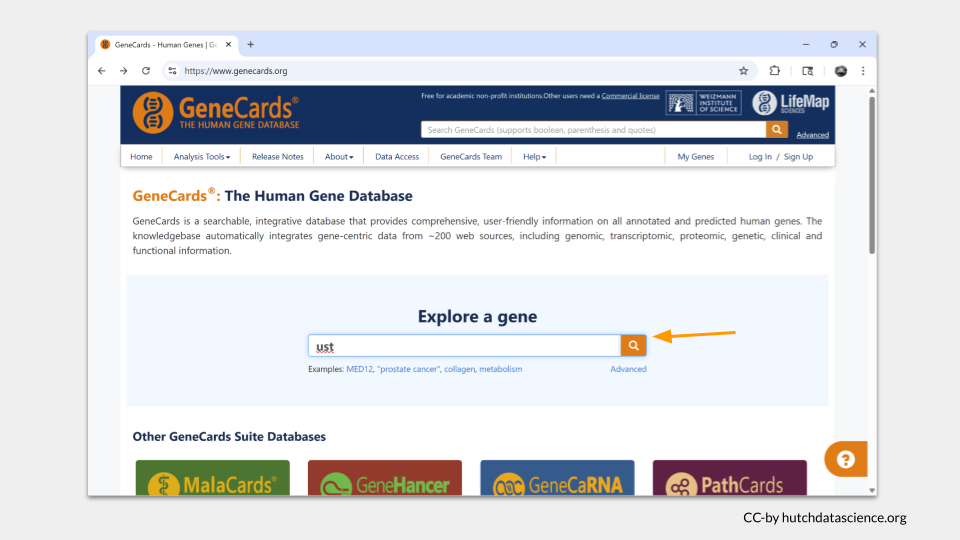 GeneCards - Human Genes | Ge
https://www.genecards.org
GeneCards®
THE HUMAN GENE DATABASE
Free for academic non-profit institutions.Other users need a Commercial license
WEIZMANN
INSTITUTE
OF SCIENCE
LifeMap
SCIENCES
Search GeneCards (supports boolean, parenthesis and quotes)
Advanced
Home Analysis Tools Release Notes About Data Access GeneCards Team Help My Genes Log In / Sign Up
GeneCards®: The Human Gene Database
GeneCards is a searchable, integrative database that provides comprehensive, user-friendly information on all annotated and predicted human genes. The
knowledgebase automatically integrates gene-centric data from ~200 web sources, including genomic, transcriptomic, proteomic, genetic, clinical and
functional information.
Explore a gene
ust
Examples: MED12, "prostate cancer", collagen, metabolism
Advanced
Other GeneCards Suite Databases
MalaCards®
GeneHancer
GeneCaRNA
PathCards
?
CC-by hutchdatascience.org